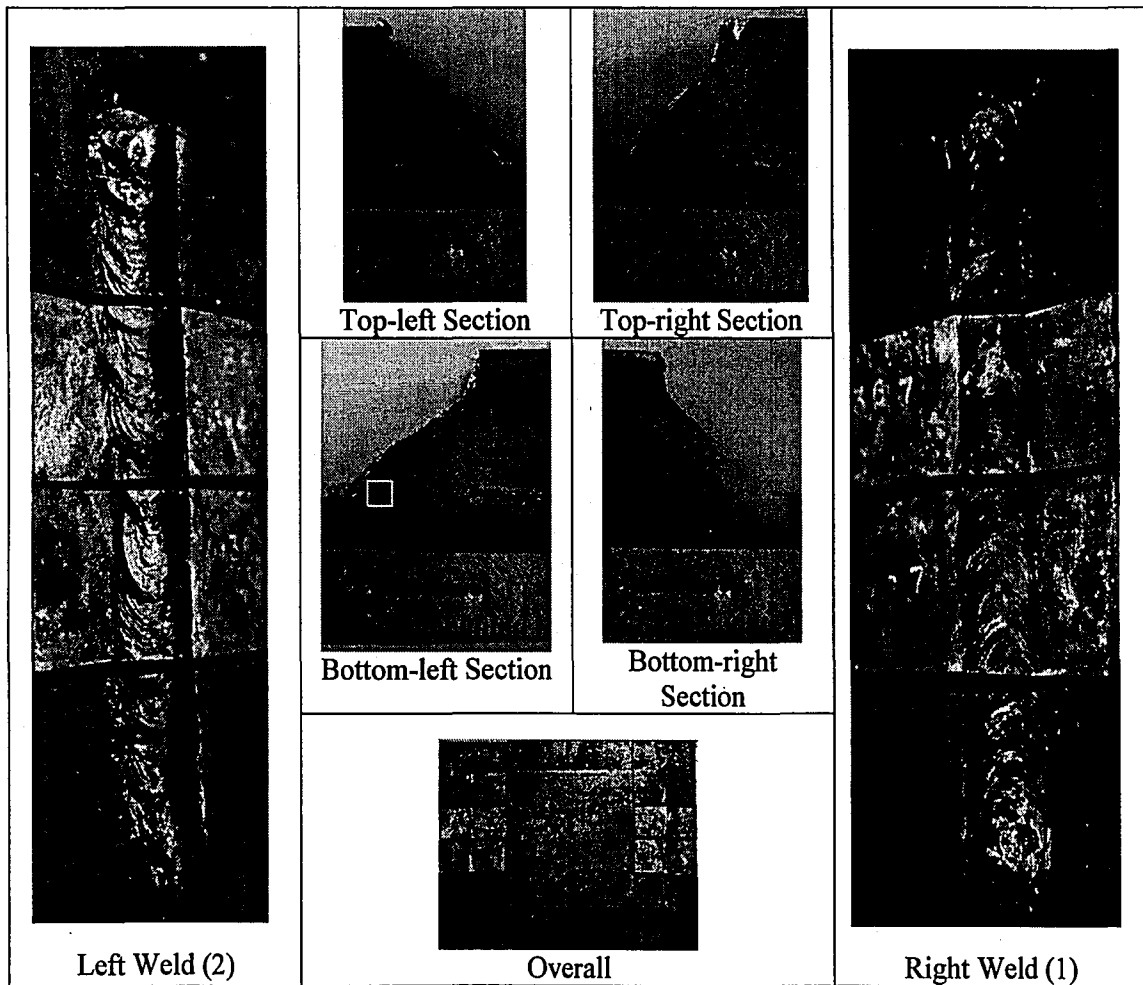 Top-left Section
Top-right Section
Bottom-left Section
Bottom-right
Section
Left Weld (2)
Overall
Right Weld (1)